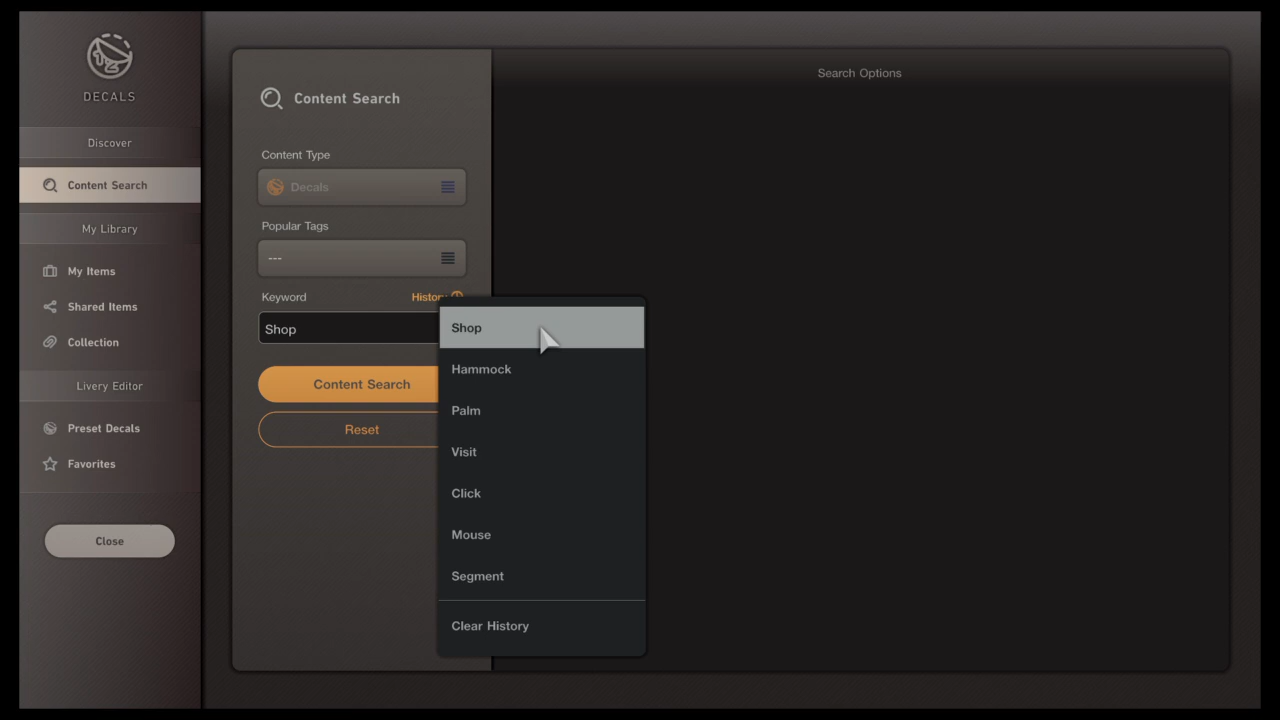 DECALS
Discover
Content Search
My Library
My Items
Shared Items
Collection
Livery Editor
Preset Decals
Favorites
Close
Content Search
Content Type
Decals
Popular Tags
---
Keyword
History
Shop
Content Search
Reset
Shop
Hammock
Palm
Visit
Click
Mouse
Segment
Clear History
Search Options